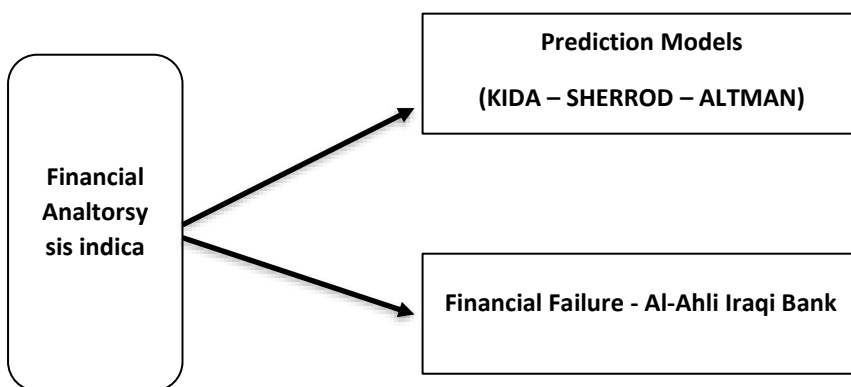 Financial
Analtorsy
sis indica
Prediction Models
(KIDA – SHERROD – ALTMAN)
Financial Failure - Al-Ahli Iraqi Bank